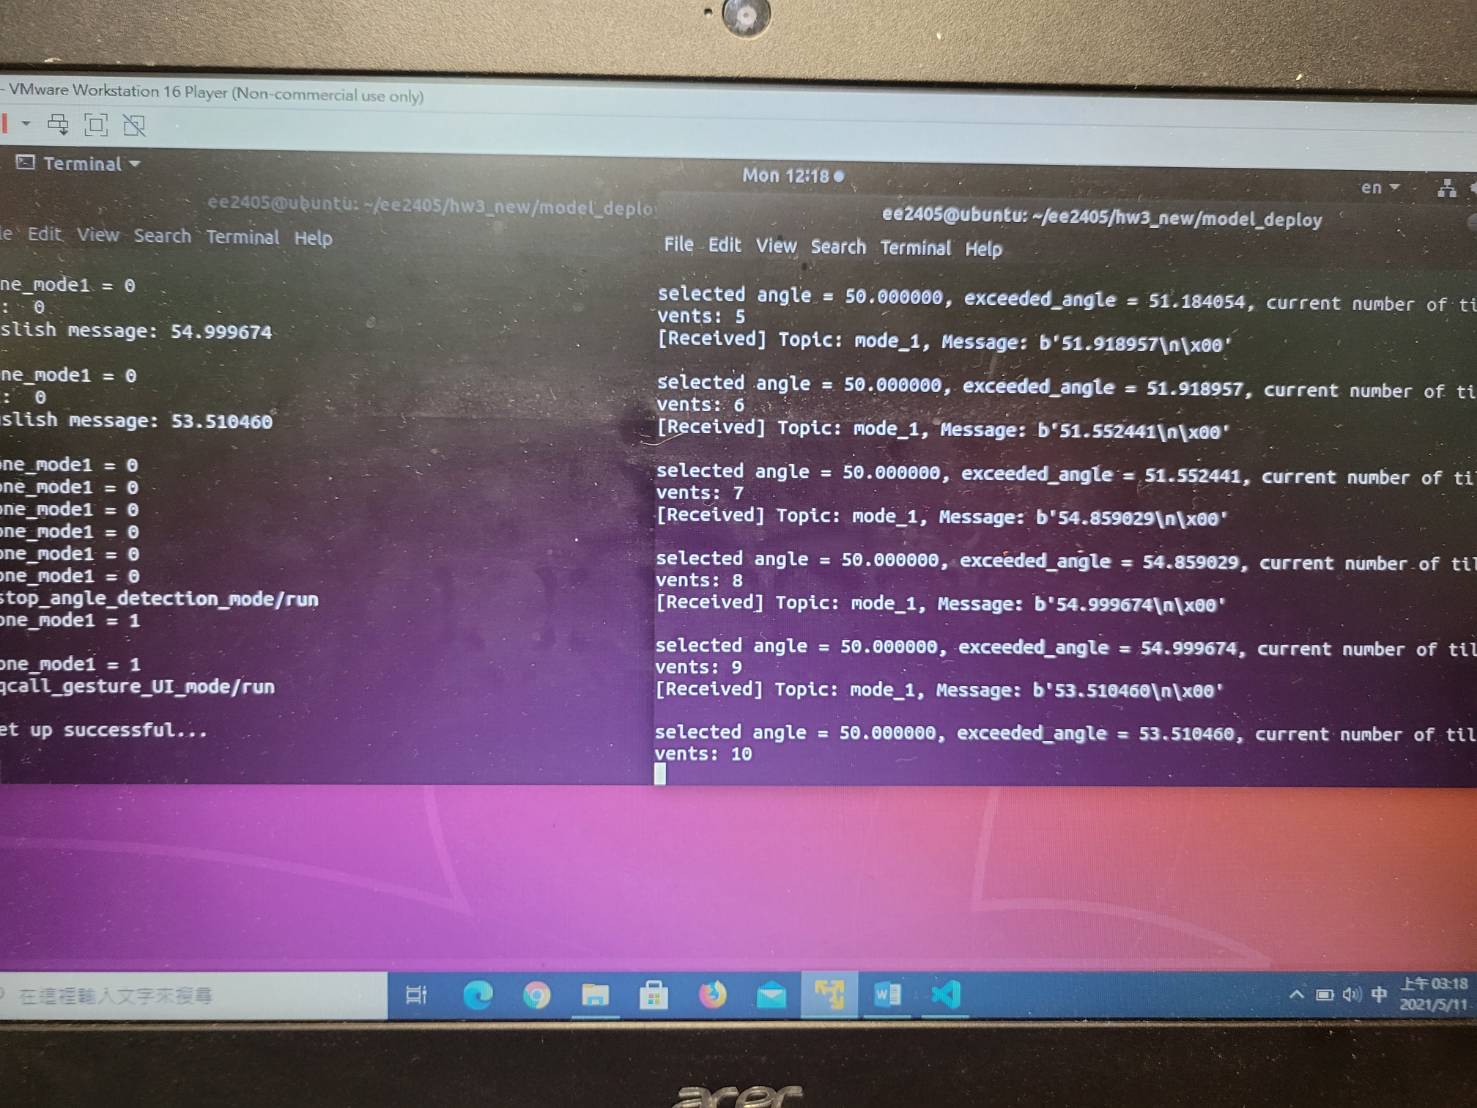 - VMware Workstation 16 Player (Non-commercial use only)
Terminal
Mon 12:18
en
ee2405@ubuntu: ~/ee2405/hw3_new/model_deplo
le Edit View Search Terminal Help
ne_mode1 = 0
: 0
slish message: 54.999674
ne_mode1 = 0
: 0
slish message: 53.510460
one_mode1 = 0
one_mode1 = 0
one_mode1 = 0
one_mode1 = 0
one_mode1 = 0
one_mode1 = 0
stop_angle_detection_mode/run
one_mode1 = 1
one_mode1 = 1
qcall_gesture_UI_mode/run
et up successful...
ee2405@ubuntu: ~/ee2405/hw3_new/model_deploy
File Edit View Search Terminal Help
selected angle = 50.000000, exceeded_angle = 51.184054, current number of ti
vents: 5
[Received] Topic: mode_1, Message: b'51.918957\n\x00'
selected angle = 50.000000, exceeded_angle = 51.918957, current number of ti
vents: 6
[Received] Topic: mode_1, Message: b'51.552441\n\x00'
selected angle = 50.000000, exceeded_angle = 51.552441, current number of ti
vents: 7
[Received] Topic: mode_1, Message: b'54.859029\n\x00'
selected angle = 50.000000, exceeded_angle = 54.859029, current number of til
vents: 8
[Received] Topic: mode_1, Message: b'54.999674\n\x00'
selected angle = 50.000000, exceeded_angle = 54.999674, current number of til
vents: 9
[Received] Topic: mode_1, Message: b'53.510460\n\x00'
selected angle = 50.000000, exceeded_angle = 53.510460, current number of til
vents: 10
在這裡輸入文字來搜尋
中
上午 03:18
2021/5/11
acer